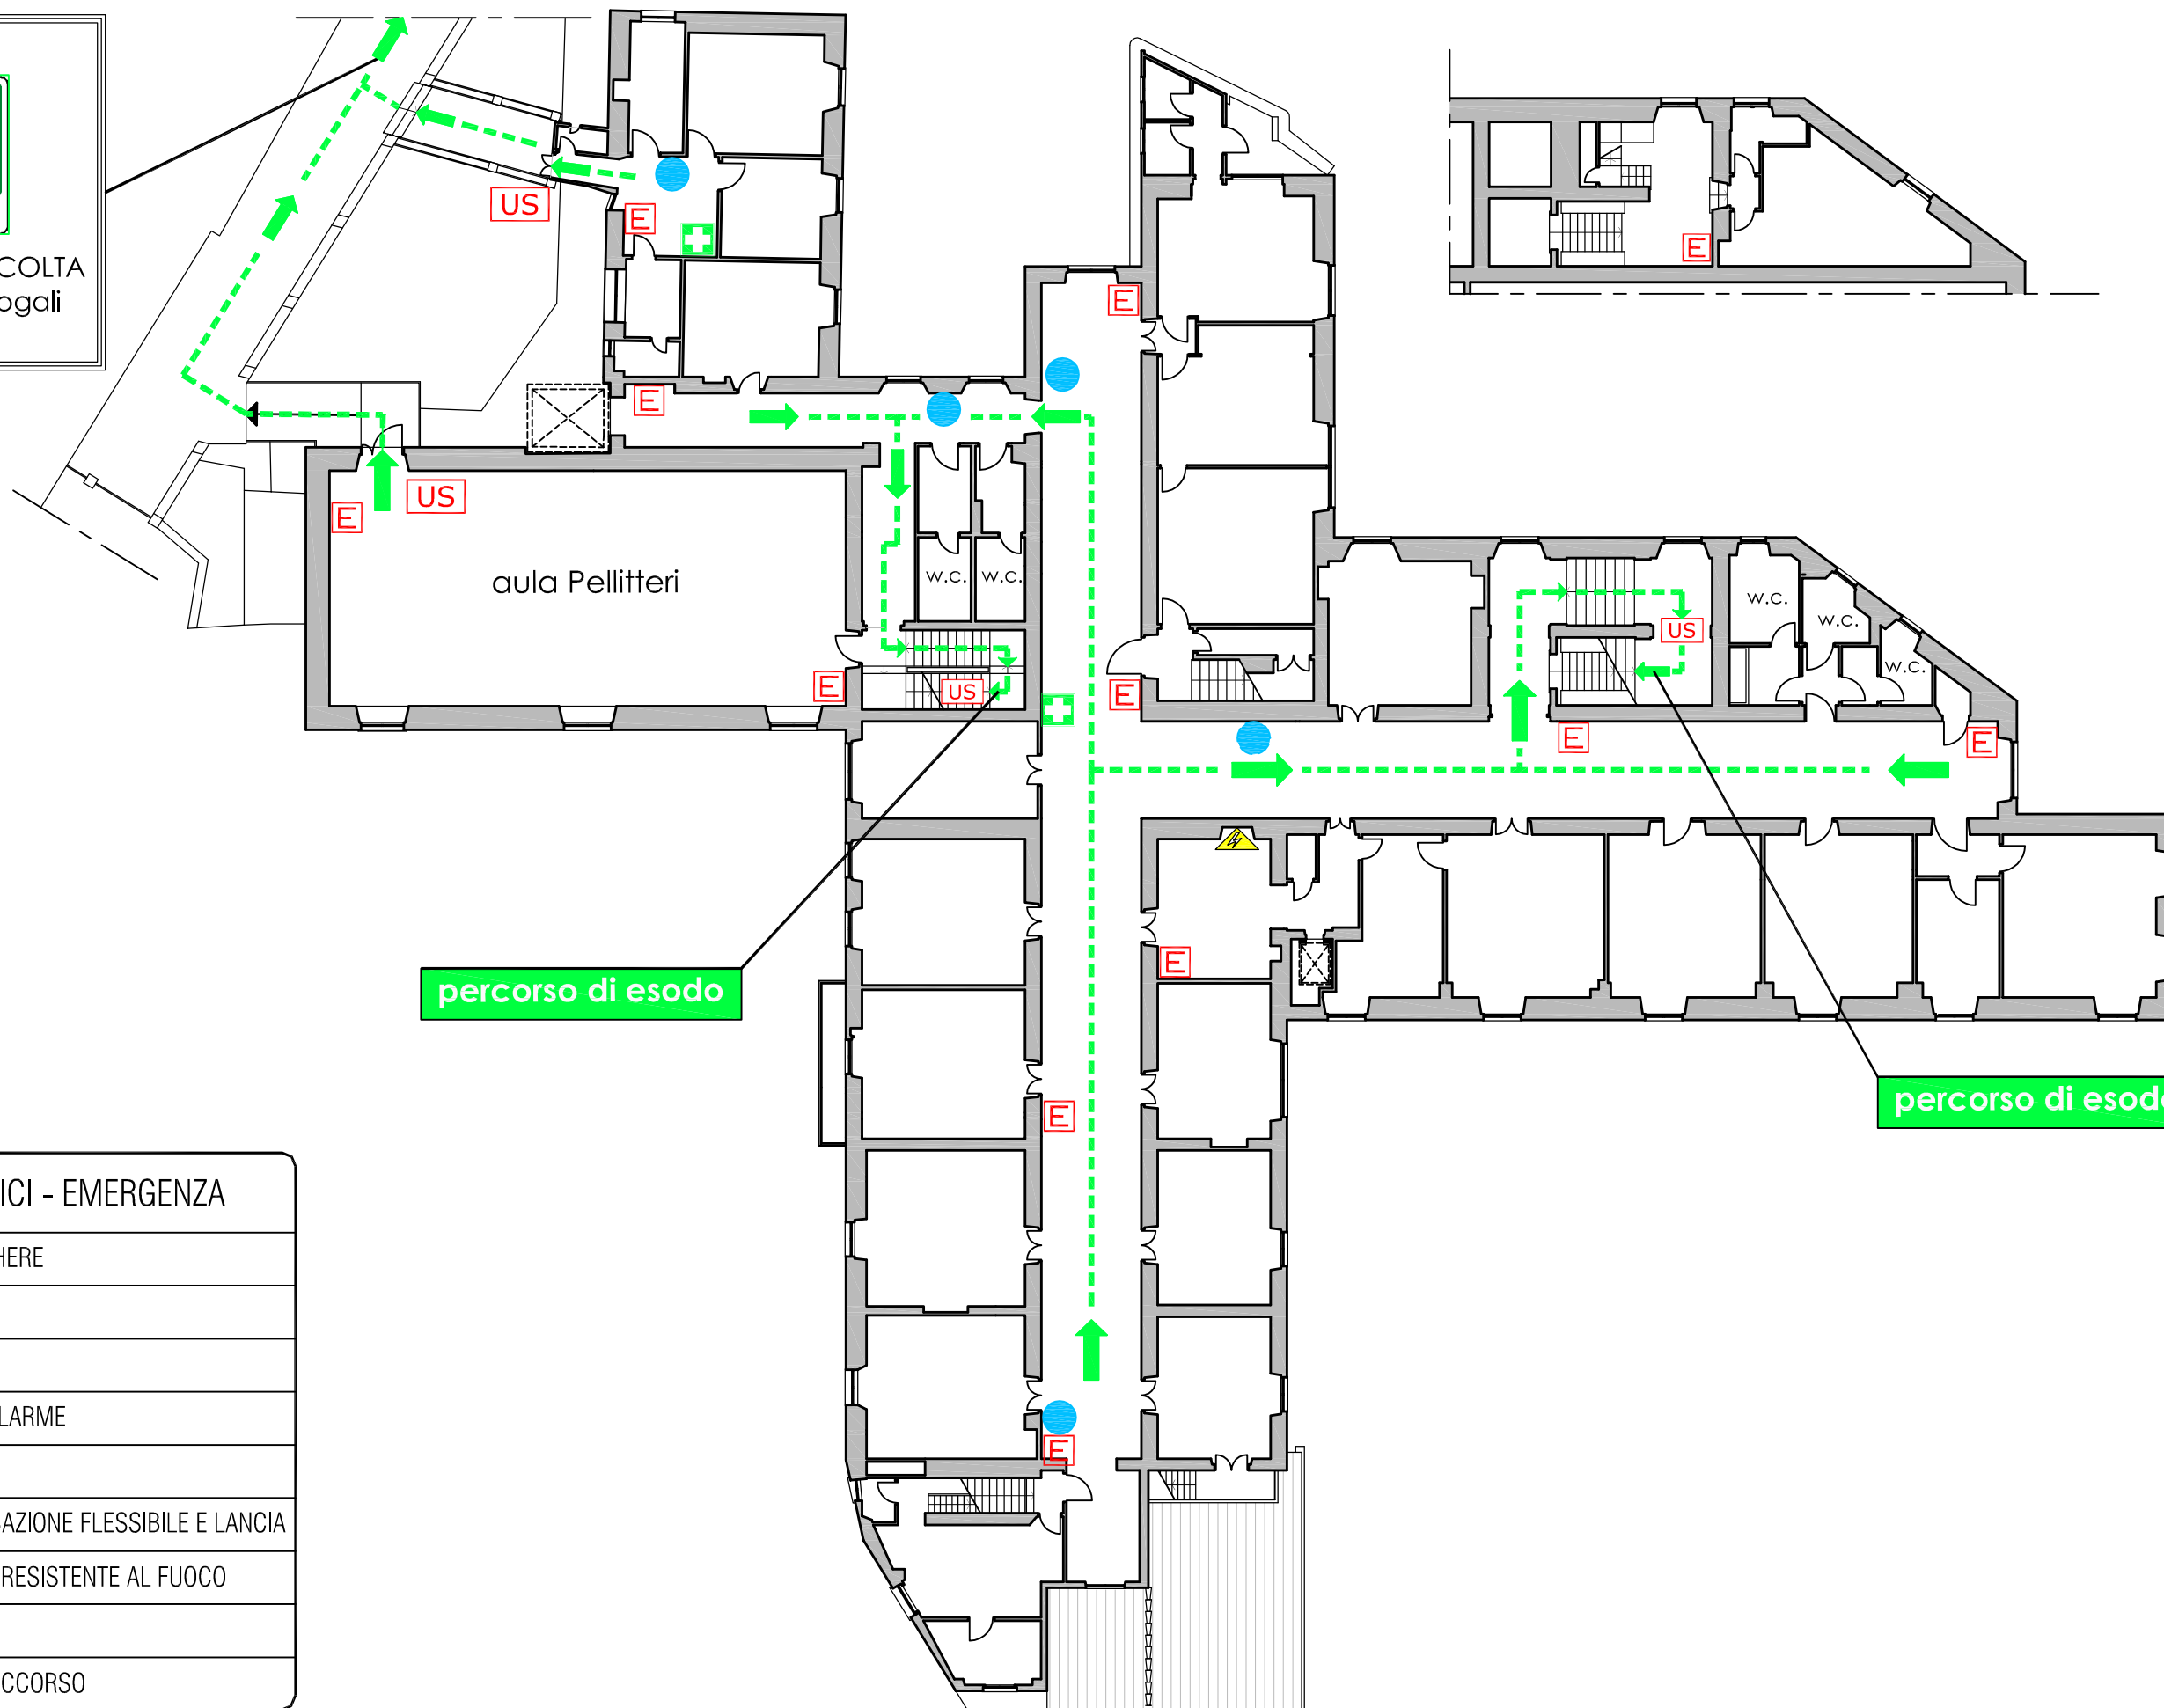 COLTA
ogali
US
E
E
E
E
US
E
aula Pellitteri
W.C.
W.C.
W.C.
W.C.
W.C.
US
US
E
E
E
E
E
percorso di esodo
percorso di esodo
E
E
ICI - EMERGENZA
HERE
LARME
AZIONE FLESSIBILE E LANCIA
RESISTENTE AL FUOCO
CCORSO